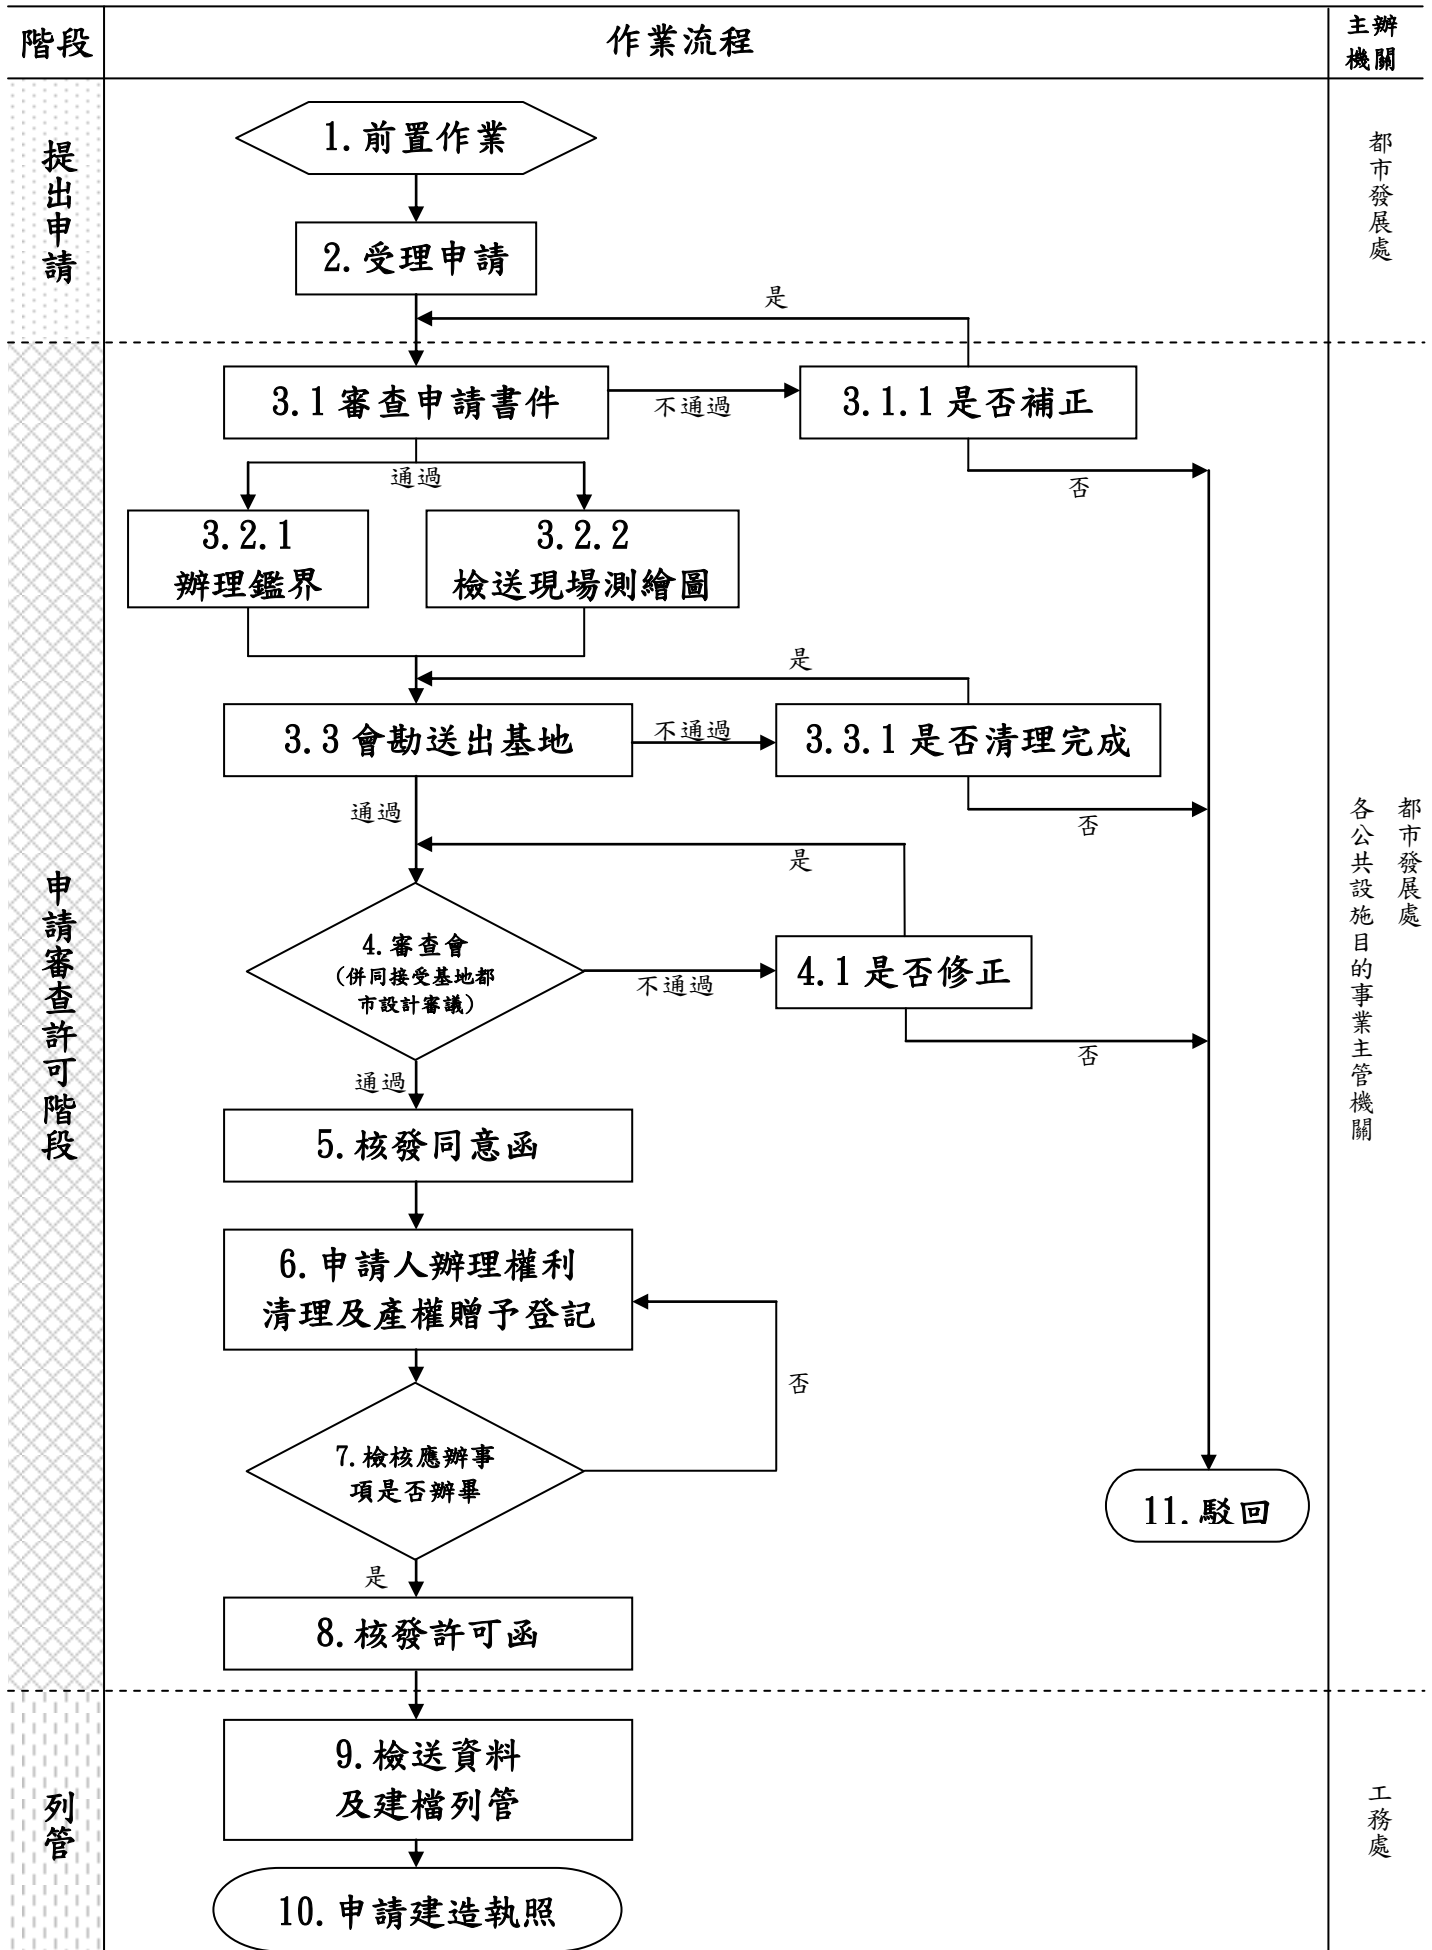 階段
作業流程
主辦
機關
提出申請
1.前置作業
都市發展處
2.受理申請
是
3.1審查申請書件
不通過
3.1.1是否補正
通過
否
3.2.1
辦理鑑界
3.2.2
檢送現場測繪圖
是
3.3會勘送出基地
不通過
3.3.1是否清理完成
通過
否
是
申請審查許可階段
各公共設施目的事業主管機關
都市發展處
4.審查會
(併同接受基地都
市設計審議)
不通過
4.1是否修正
否
通過
5.核發同意函
6.申請人辦理權利
清理及產權贈予登記
否
7.檢核應辦事
項是否辦畢
11.駁回
是
8.核發許可函
列管
9.檢送資料
及建檔列管
工務處
10.申請建造執照